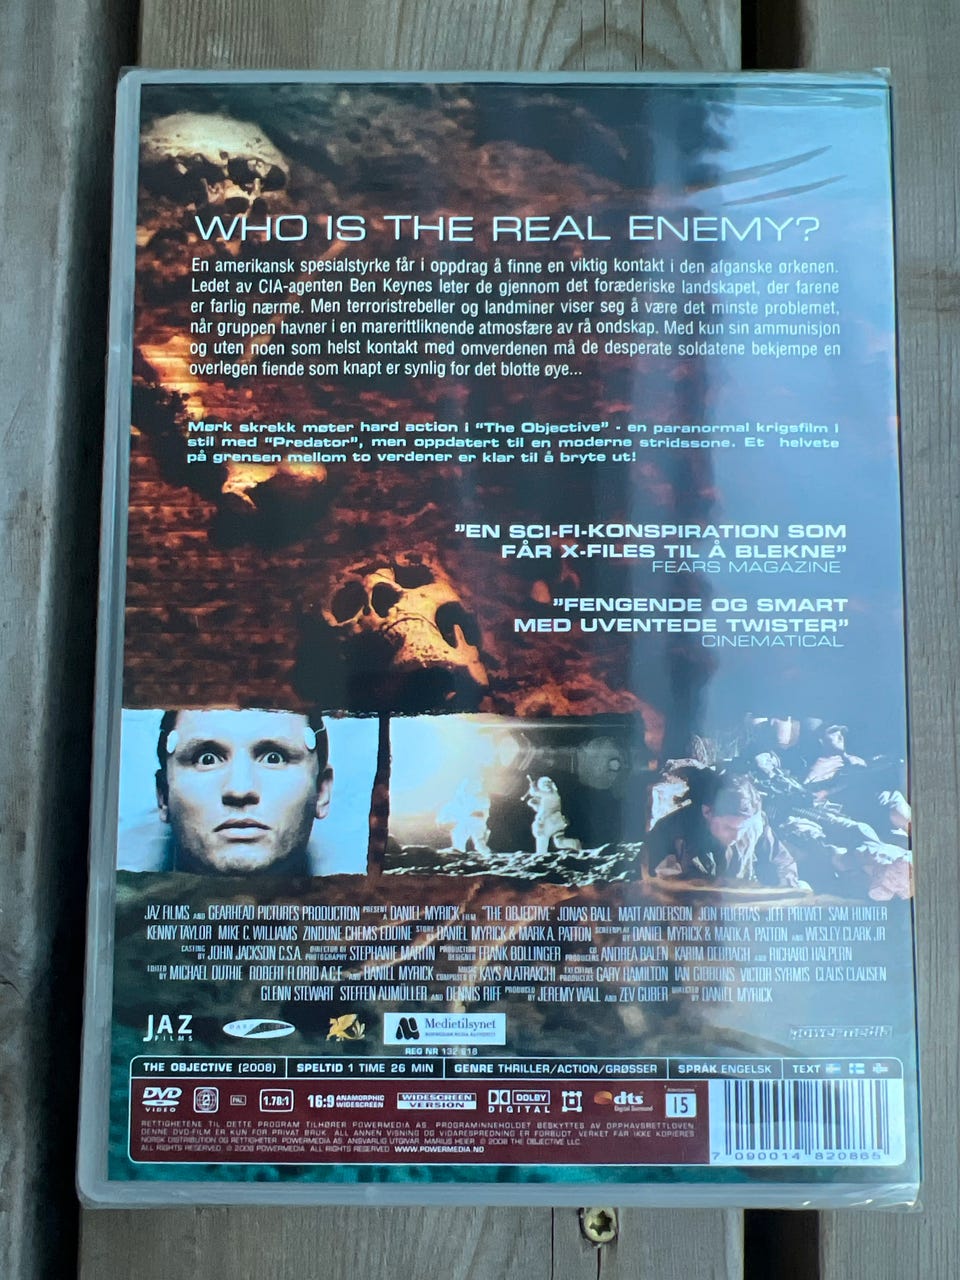 WHO IS THE REAL ENEMY?
En amerikansk spesialstyrke får i oppdrag å finne en viktig kontakt i den afganske ørkenen.
Ledet av CIA-agenten Ben Keynes leter de gjennom det foræderiske landskapet, der farene
er farlig nærme. Men terroristrebeller og landminer viser seg å være det minste problemet,
når gruppen havner i en marerittliknende atmosfære av rå ondskap. Med kun sin ammunisjon
og uten noen som helst kontakt med omverdenen må de desperate soldatene bekjempe en
overlegen fiende som knapt er synlig for det blotte øye...
Mørk skrekk møter hard action i "The Objective" - en paranormal krigsfilm i
stil med "Predator", men oppdatert til en moderne stridssone. Et helvete
på grensen mellom to verdener er klar til å bryte ut!
"EN SCI-FI-KONSPIRATION SOM
FÅR X-FILES TIL Å BLEKNE"
FEARS MAGAZINE
"FENGENDE OG SMART
MED UVENTEDE TWISTER"
CINEMATICAL
JAZ FILMS AND GEARHEAD PICTURES PRODUCTION PRESENT A DANIEL MYRICK FILM "THE OBJECTIVE" JONAS BALL MATT ANDERSON JON HUERTAS JEFF PREWET SAM HUNTER
KENNY TAYLOR MIKE C. WILLIAMS ZINDUNE CHEMS EDDINE STORY BY DANIEL MYRICK & MARK A. PATTON SCREENPLAY BY DANIEL MYRICK & MARK A. PATTON AND WESLEY CLARK JR
CASTING BY JOHN JACKSON C.S.A. DIRECTOR OF PHOTOGRAPHY STEPHANIE MARTIN PRODUCTION DESIGNER FRANK BOLLINGER PRODUCERS ANDREA BALEN KARIM DEBBAGH AND RICHARD HALPERN
EDITED BY MICHAEL DUTHIE ROBERT FLORIO A.C.E AND DANIEL MYRICK MUSIC COMPOSED BY KAYS ALATRAKCHI EXECUTIVE PRODUCERS GARY HAMILTON IAN GIBBONS VICTOR SYRMIS CLAUS CLAUSEN
GLENN STEWART STEFFEN AUMÜLLER AND DENNIS RIFF PRODUCED BY JEREMY WALL AND ZEV GUBER DIRECTED BY DANIEL MYRICK
JAZ FILMS
Medietilsynet
NORWEGIAN MEDIA AUTHORITY
powermedia
REG NR 132 618
THE OBJECTIVE (2008) SPELTID 1 TIME 26 MIN GENRE THRILLER/ACTION/GRØSSER SPRÅK ENGELSK TEXT
DVD VIDEO 2 PAL 1.78:1 16:9 ANAMORPHIC WIDESCREEN WIDESCREEN VERSION DOLBY DIGITAL dts Digital Surround 15
RETTIGHETENE TIL DETTE PROGRAM TILHØRER POWERMEDIA AS. PROGRAMINNEHOLDET BESKYTTES AV OPPHAVSRETTLOVEN.
DENNE DVD-FILM ER KUN FOR PRIVAT BRUK. ALL ANNEN VISNING OG VIDARESPREDNING ER FORBUDT. VERKET FÅR IKKE KOPIERES
NORSK DISTRIBUTION OG RETTIGHETER POWERMEDIA AS. ANSVARLIG UTGIVAR: MARIUS MEIER. © 2008 THE OBJECTIVE LLC.
ALL RIGHTS RESERVED. © 2009 POWERMEDIA. ALL RIGHTS RESERVED. WWW.POWERMEDIA.NO
7 090014 820865